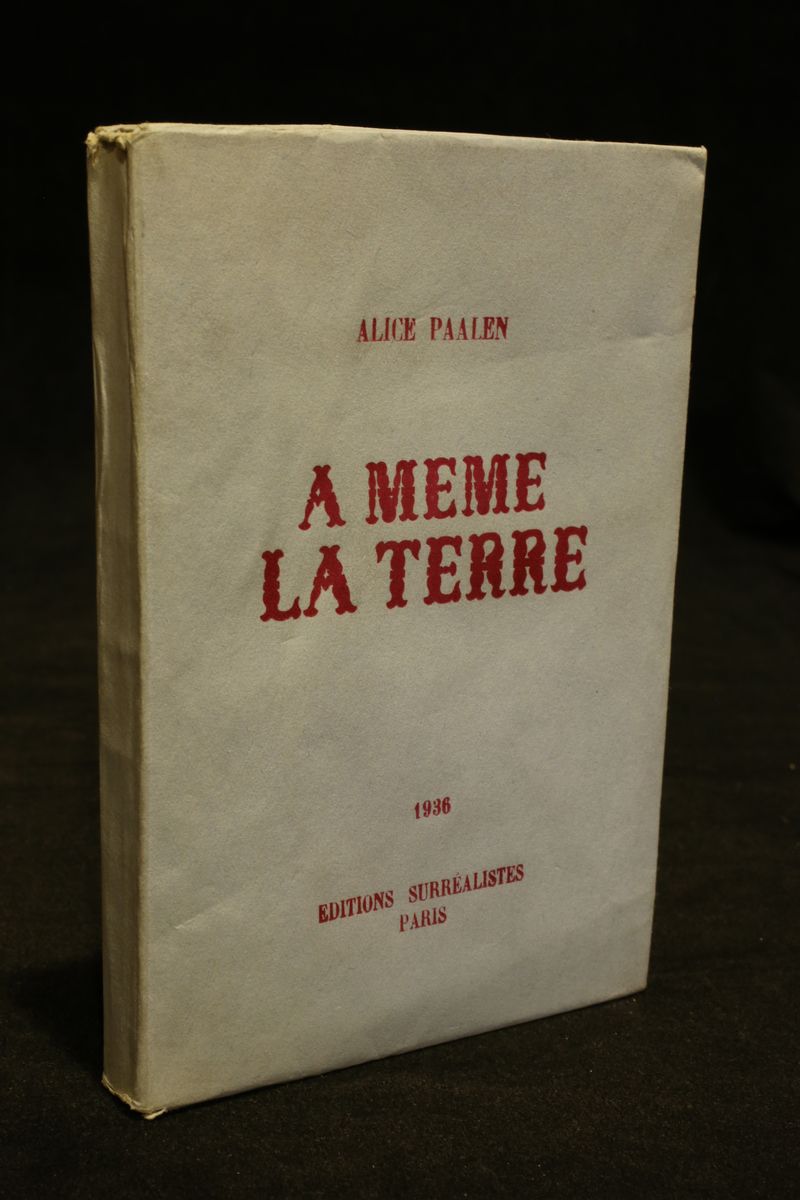 ALICE PAALEN
A MEME
LA TERRE
1936
EDITIONS SURRÉALISTES
PARIS